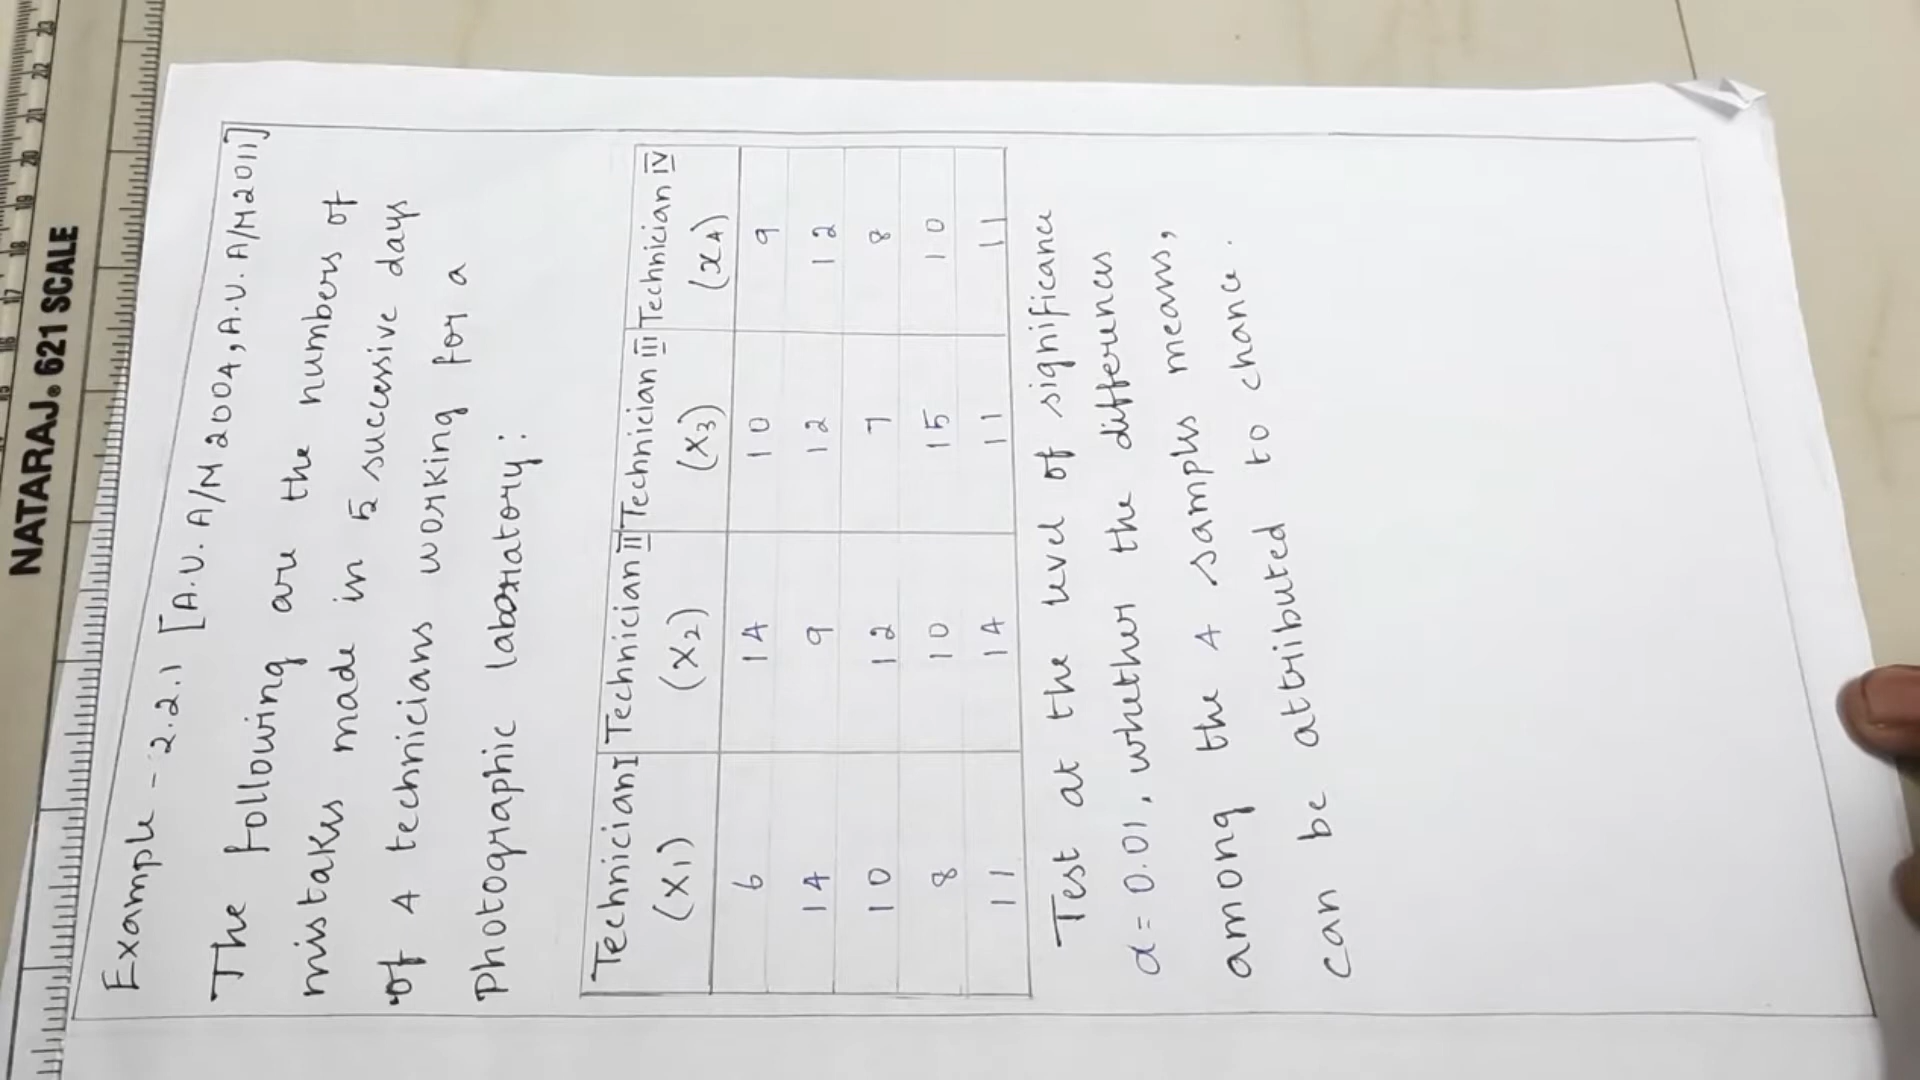 NATARAJ. 621 SCALE
Example - 2.2.1 [A.U. A/M 2004, A.U. A/M 2011]
The following are the numbers of
mistakes made in 5 successive days
of 4 technicians working for a
photographic laboratory:
Technician I Technician II Technician III Technician IV
(X1) (X2) (X3) (X4)
6 14 10 9
14 9 12 12
10 12 7 8
8 10 15 10
11 14 11 11
Test at the level of significance
α = 0.01, whether the differences
among the 4 samples means,
can be attributed to chance.